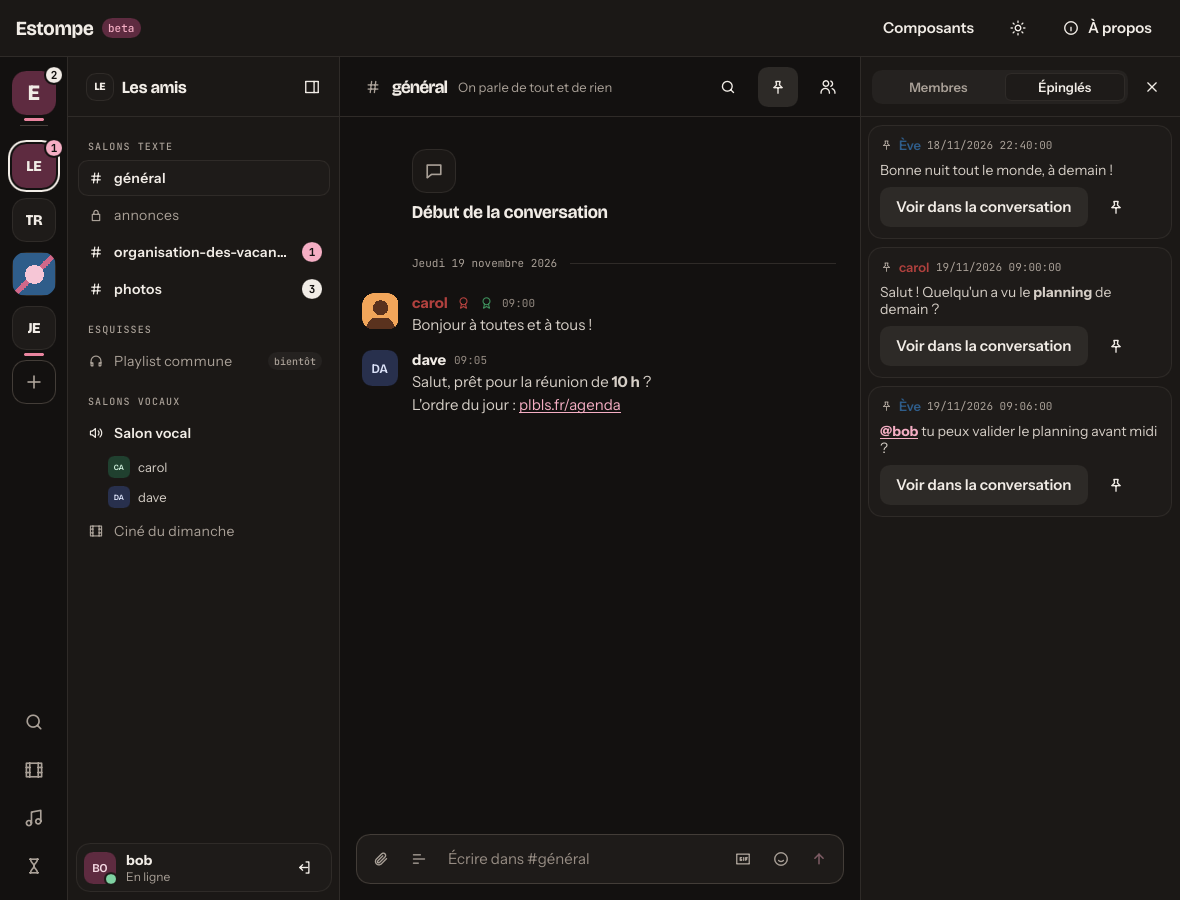 Estompe beta
Composants
À propos
E 2
LE 1
TR
JE
LE Les amis
SALONS TEXTE
# général
annonces
# organisation-des-vacan... 1
# photos 3
ESQUISSES
Playlist commune bientôt
SALONS VOCAUX
Salon vocal
CA carol
DA dave
Ciné du dimanche
BO bob
En ligne
# général On parle de tout et de rien
Début de la conversation
Jeudi 19 novembre 2026
carol 09:00
Bonjour à toutes et à tous !
DA dave 09:05
Salut, prêt pour la réunion de 10 h ?
L'ordre du jour : plbls.fr/agenda
Écrire dans #général
GIF
Membres Épinglés
Ève 18/11/2026 22:40:00
Bonne nuit tout le monde, à demain !
Voir dans la conversation
carol 19/11/2026 09:00:00
Salut ! Quelqu'un a vu le planning de
demain ?
Voir dans la conversation
Ève 19/11/2026 09:06:00
@bob tu peux valider le planning avant midi
?
Voir dans la conversation